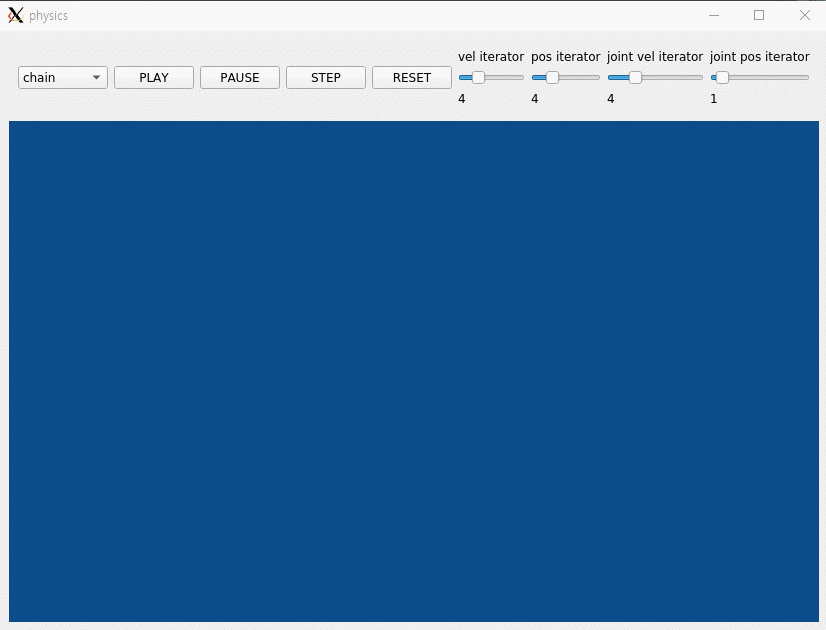 physics
chain PLAY PAUSE STEP RESET
vel iterator pos iterator joint vel iterator joint pos iterator
4 4 4 1